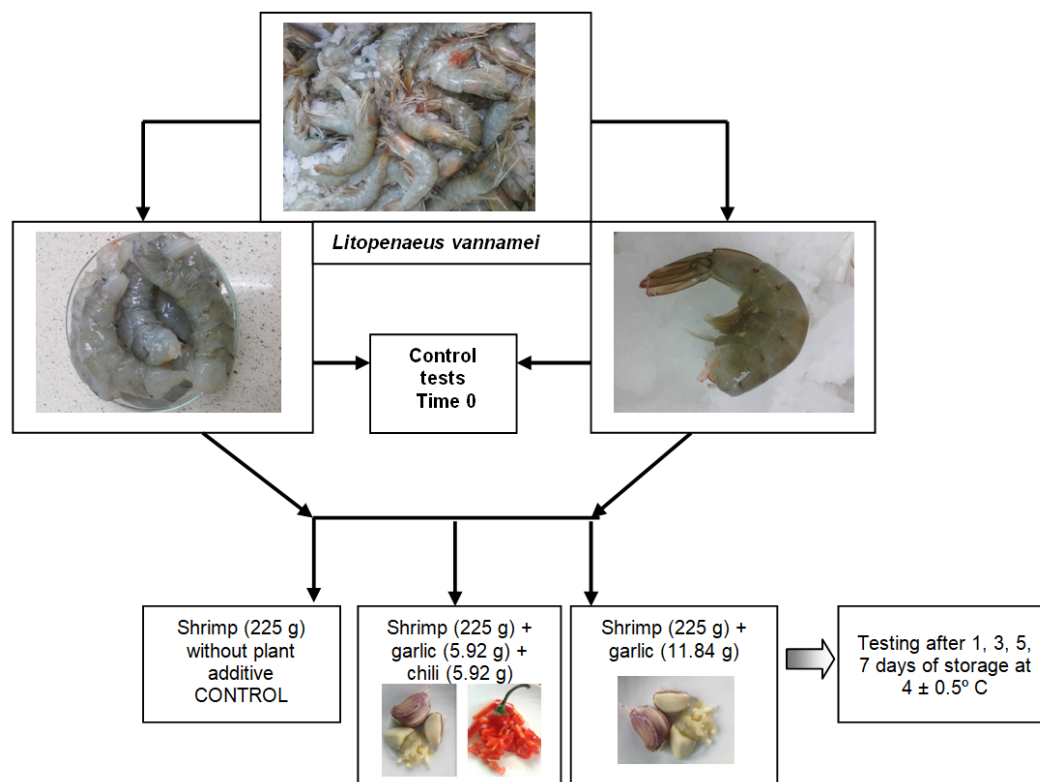 Litopenaeus vannamei
Control
tests
Time 0
Shrimp (225 g)
without plant
additive
CONTROL
Shrimp (225 g) +
garlic (5.92 g) +
chili (5.92 g)
Shrimp (225 g) +
garlic (11.84 g)
Testing after 1, 3, 5,
7 days of storage at
4 ± 0.5º C